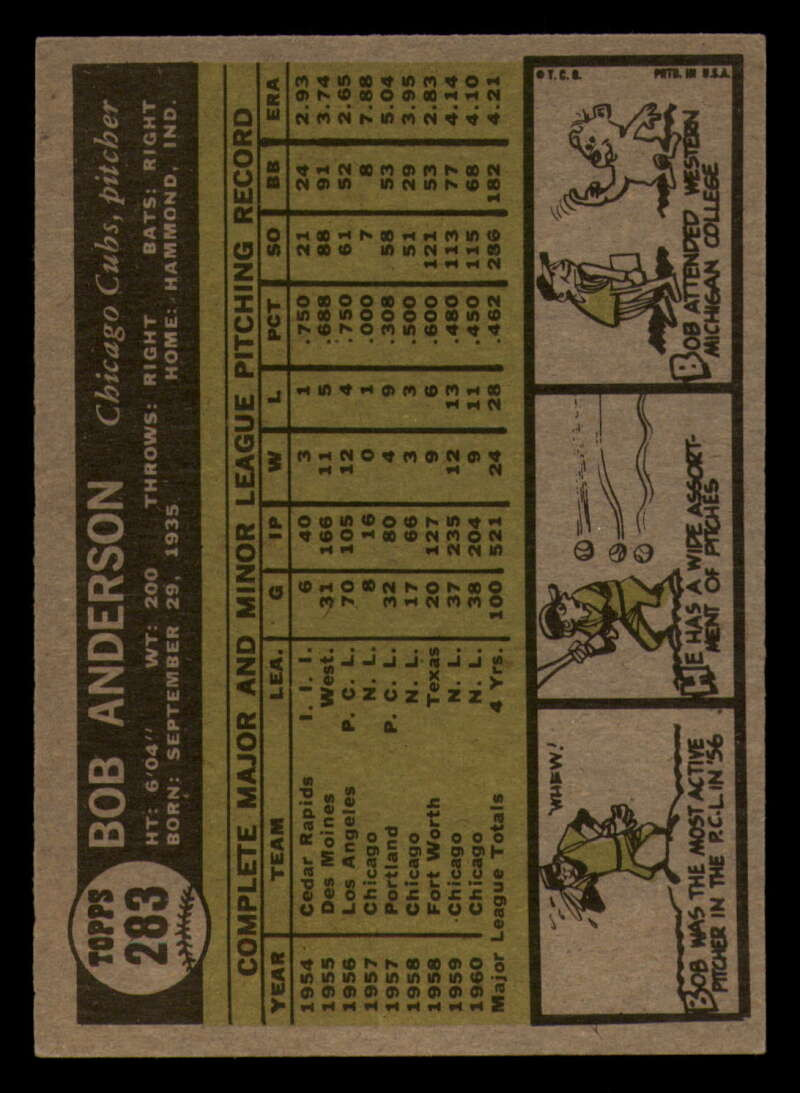 TOPPS
283
BOB ANDERSON Chicago Cubs, pitcher
HT: 6'04" WT: 200 THROWS: RIGHT BATS: RIGHT
BORN: SEPTEMBER 29, 1935 HOME: HAMMOND, IND.
COMPLETE MAJOR AND MINOR LEAGUE PITCHING RECORD
YEAR TEAM LEA. G IP W L PCT SO BB ERA
1954 Cedar Rapids I. I. I. 6 40 3 1 .750 21 24 2.93
1955 Des Moines West. 31 166 11 5 .688 88 91 3.74
1956 Los Angeles P. C. L. 70 105 12 4 .750 61 52 2.65
1957 Chicago N. L. 8 16 0 1 .000 7 8 7.88
1957 Portland P. C. L. 32 80 4 9 .308 58 53 5.04
1958 Chicago N. L. 17 66 3 3 .500 51 29 3.95
1958 Fort Worth Texas 20 127 9 6 .600 121 53 2.83
1959 Chicago N. L. 37 235 12 13 .480 113 77 4.14
1960 Chicago N. L. 38 204 9 11 .450 115 68 4.10
Major League Totals 4 Yrs. 100 521 24 28 .462 286 182 4.21
WHEW!
BOB WAS THE MOST ACTIVE
PITCHER IN THE P.C.L. IN '56
HE HAS A WIDE ASSORT-
MENT OF PITCHES
© T. C. G. PRTD. IN U.S.A.
BOB ATTENDED WESTERN
MICHIGAN COLLEGE